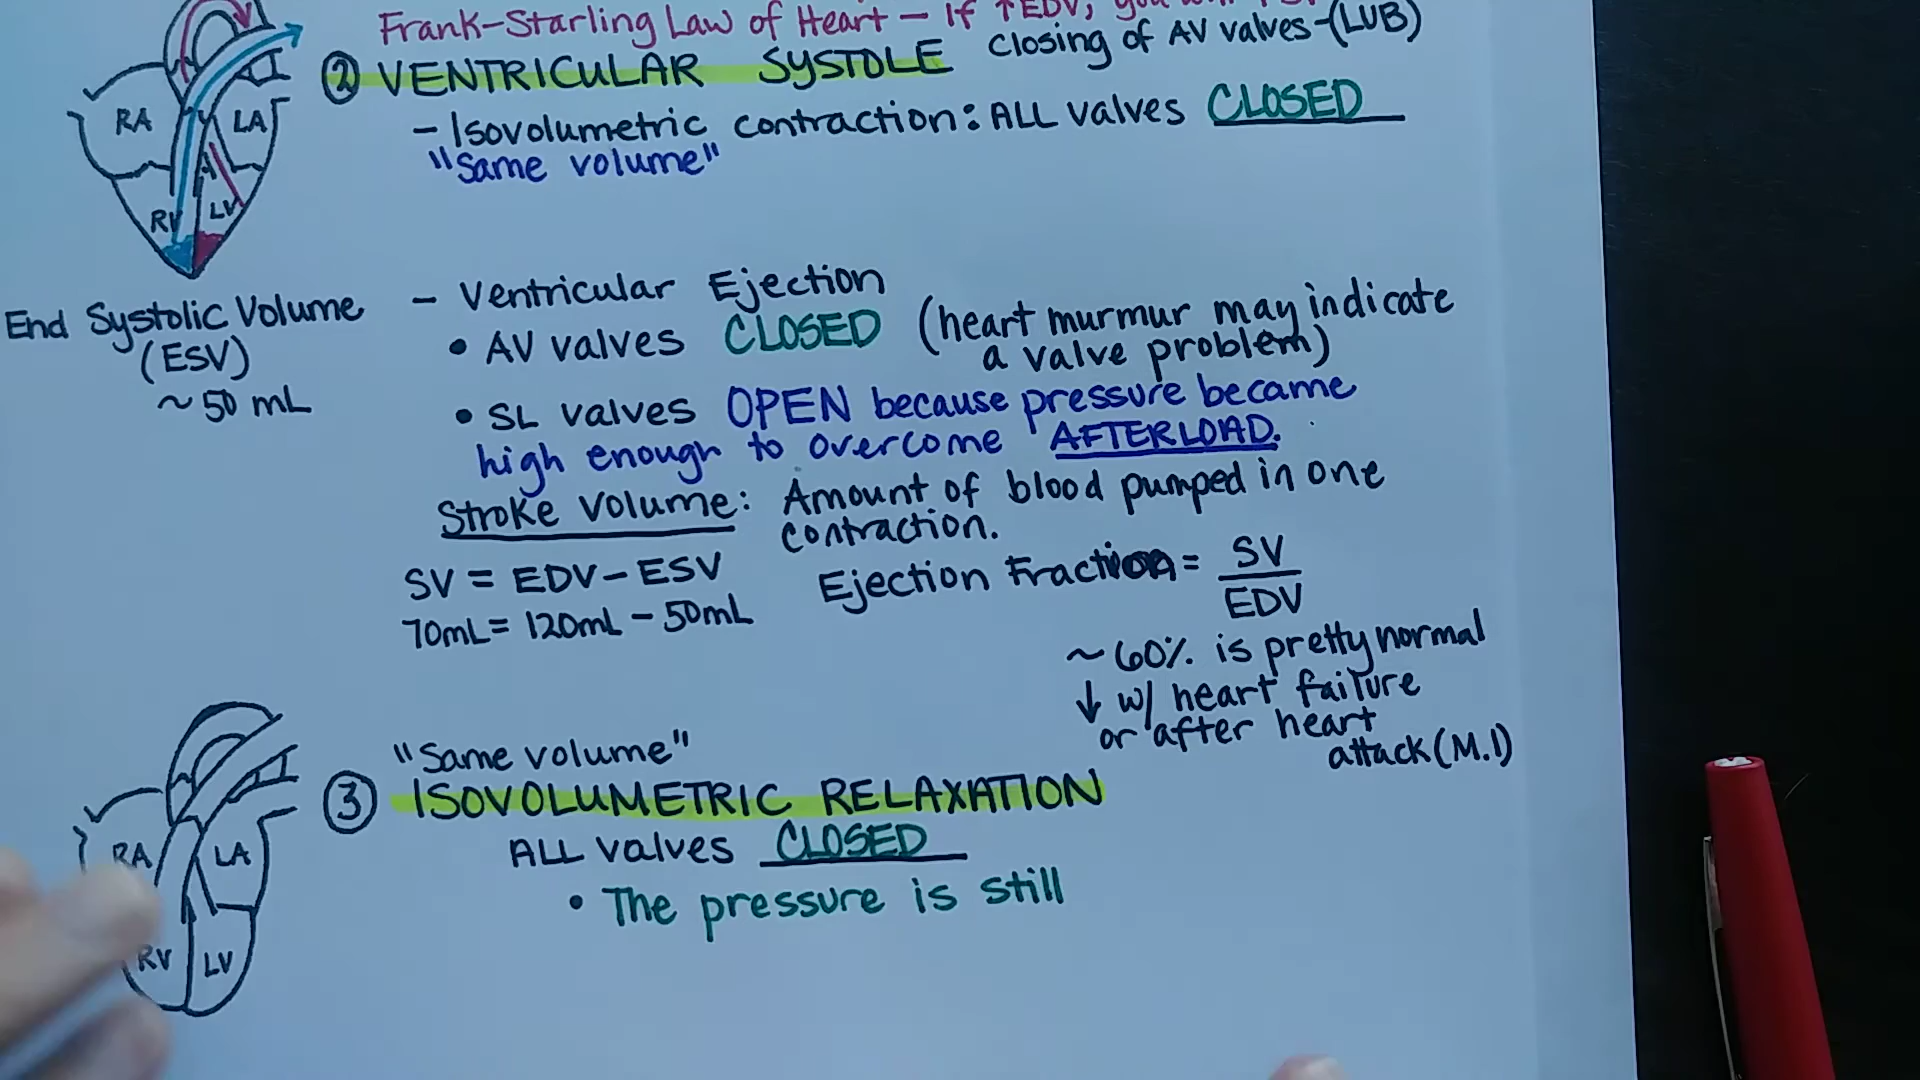 Frank-Starling Law of Heart - If ↑EDV, you
② VENTRICULAR SYSTOLE closing of AV valves-(LUB)
- Isovolumetric contraction: ALL valves CLOSED
"Same volume"
RA LA
RV LV
End Systolic Volume
(ESV)
~50 mL
- Ventricular Ejection
• AV valves CLOSED (heart murmur may indicate
a valve problem)
• SL valves OPEN because pressure became
high enough to overcome AFTERLOAD.
Stroke Volume: Amount of blood pumped in one
contraction.
SV = EDV-ESV
70mL= 120mL - 50mL
Ejection Fraction = SV
EDV
~60% is pretty normal
↓ w/ heart failure
or after heart
attack (M.I)
"Same volume"
③ ISOVOLUMETRIC RELAXATION
ALL valves CLOSED
• The pressure is still
RA LA
RV LV